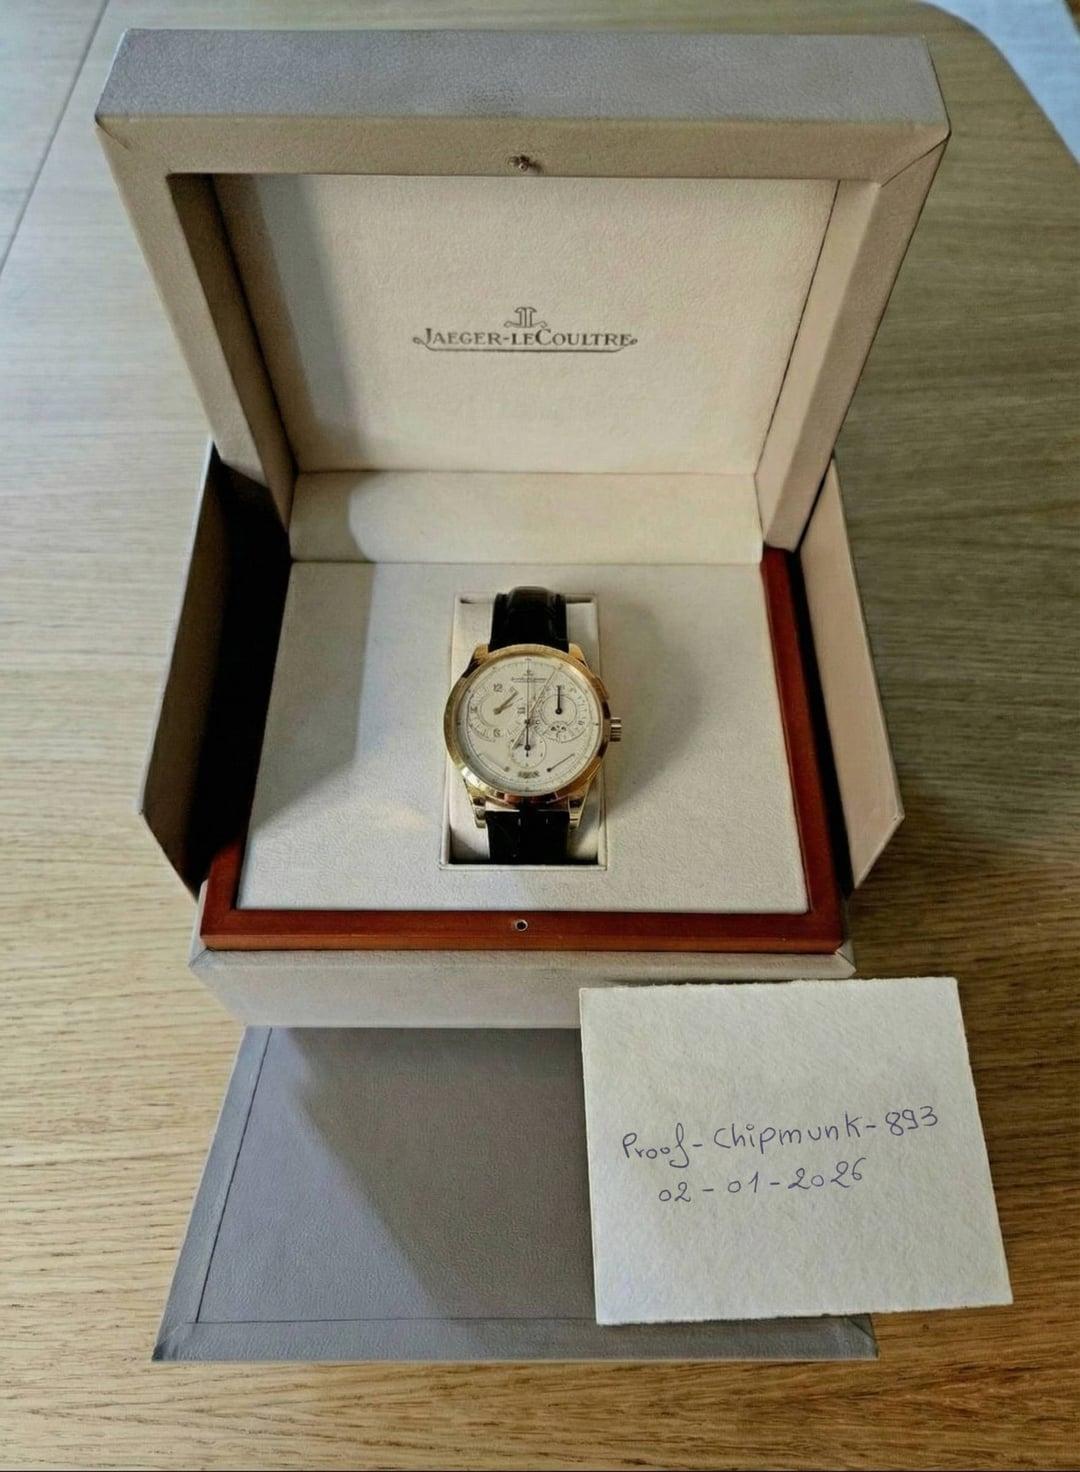 JAEGER-LECOULTRE
Proof-Chipmunk-893
02-01-2026